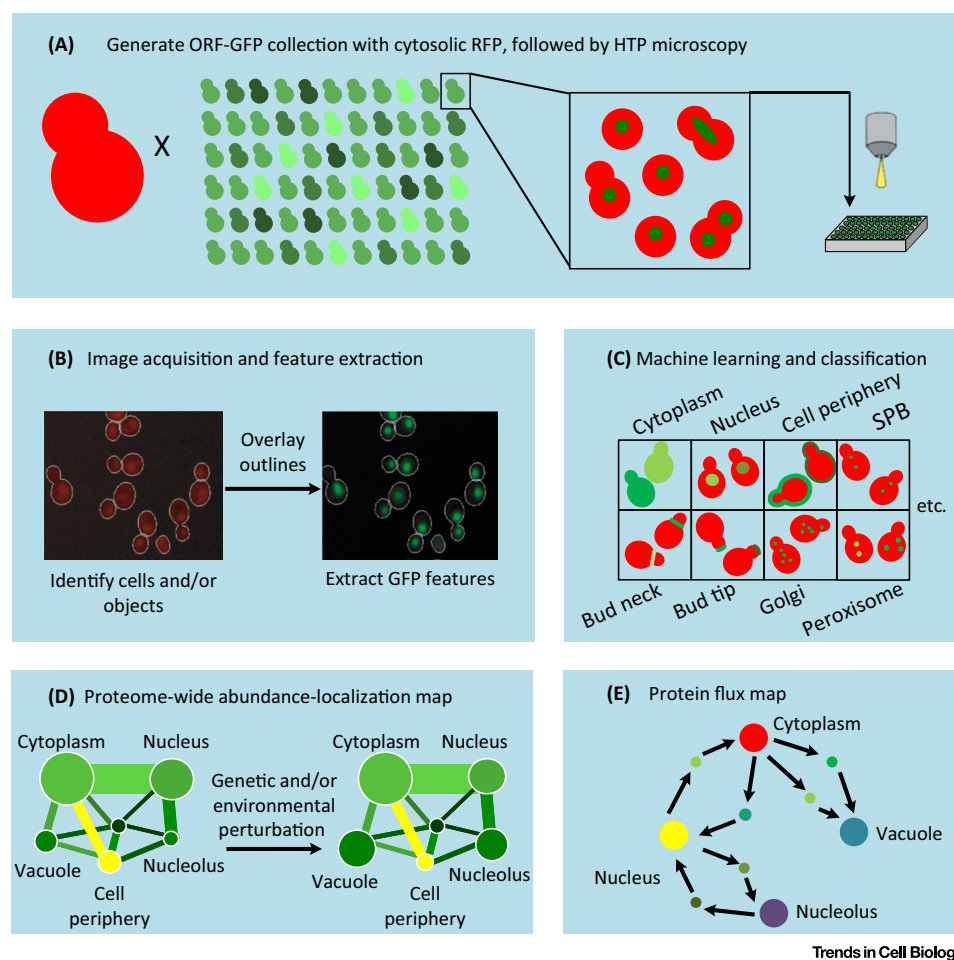 (A) Generate ORF-GFP collection with cytosolic RFP, followed by HTP microscopy
X
(B) Image acquisition and feature extraction
Overlay
outlines
Identify cells and/or
objects
Extract GFP features
(C) Machine learning and classification
Cytoplasm
Nucleus
Cell periphery
SPB
etc.
Bud neck
Bud tip
Golgi
Peroxisome
(D) Proteome-wide abundance-localization map
Cytoplasm
Nucleus
Vacuole
Nucleolus
Cell
periphery
Genetic and/or
environmental
perturbation
Cytoplasm
Nucleus
Vacuole
Nucleolus
Cell
periphery
(E) Protein flux map
Cytoplasm
Vacuole
Nucleus
Nucleolus
Trends in Cell Biolog